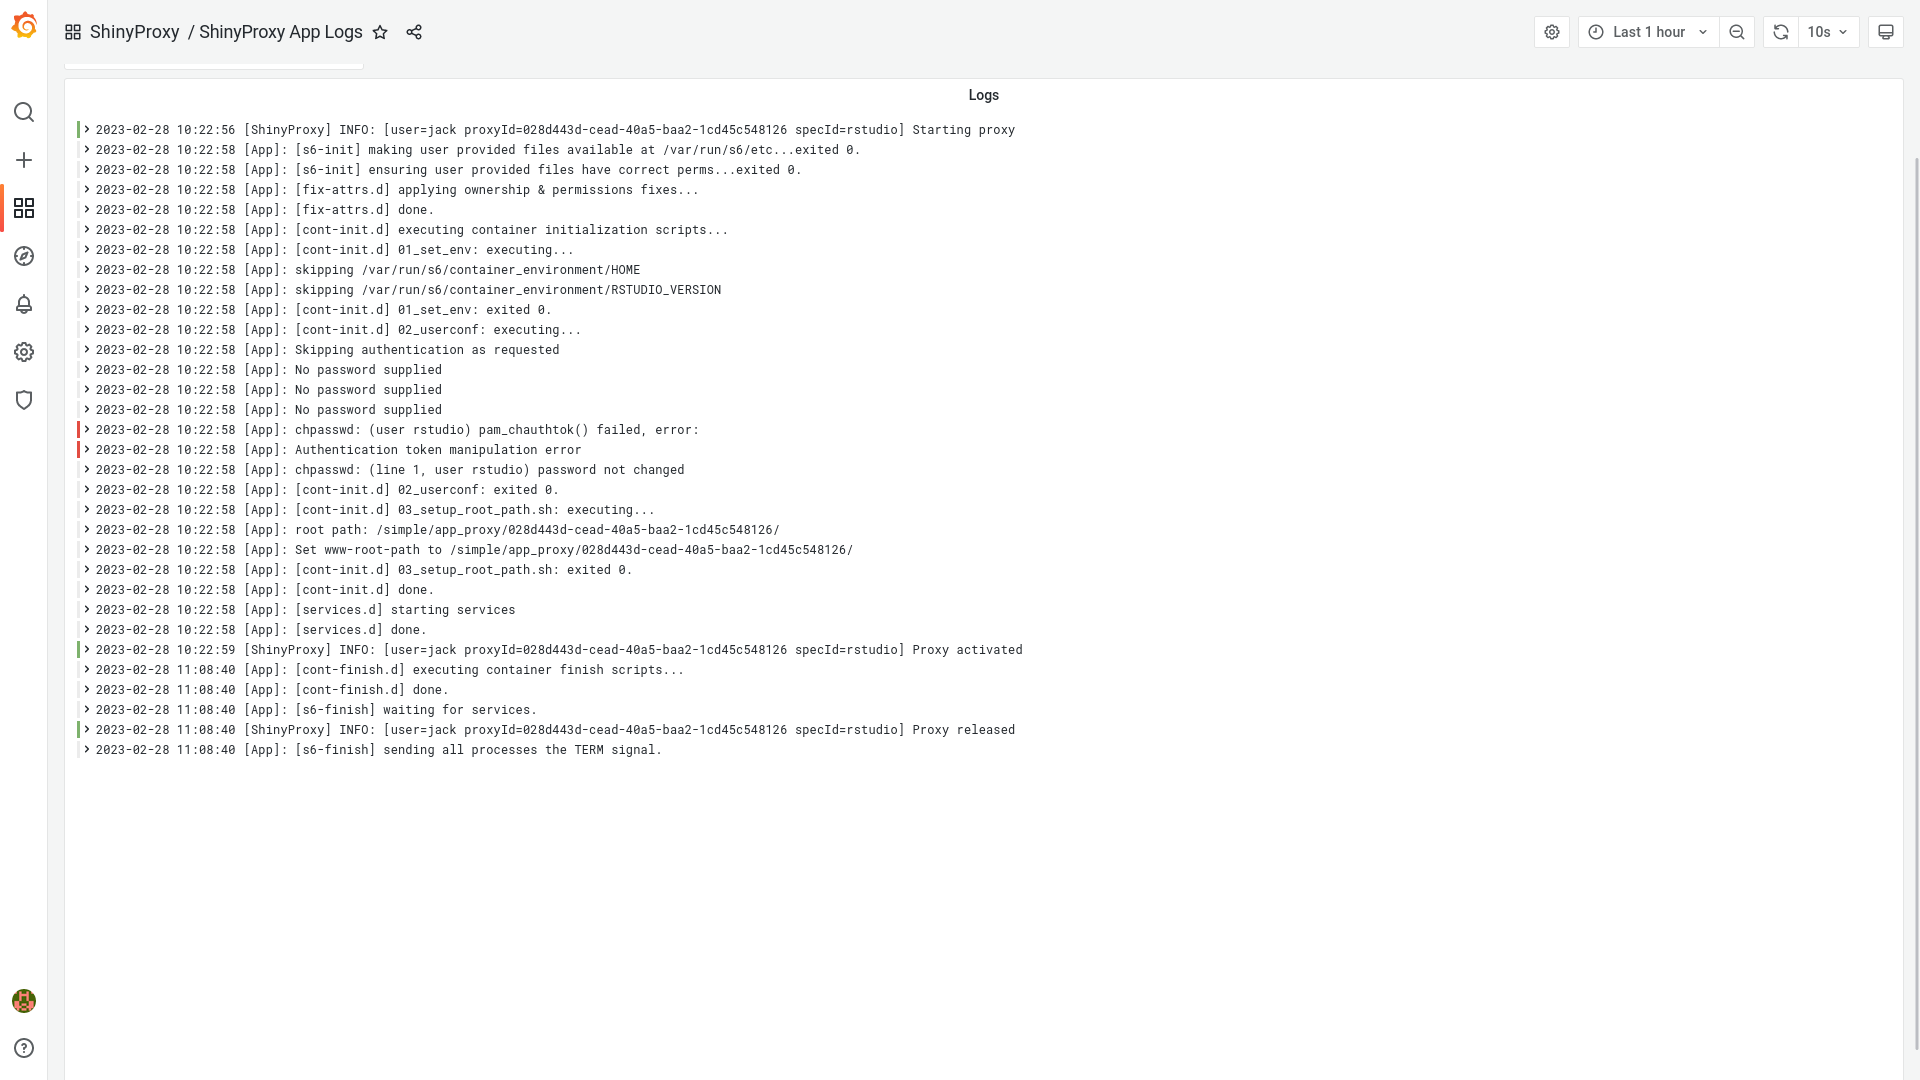 ShinyProxy / ShinyProxy App Logs
Last 1 hour
10s
Logs
2023-02-28 10:22:56 [ShinyProxy] INFO: [user=jack proxyId=028d443d-cead-40a5-baa2-1cd45c548126 specId=rstudio] Starting proxy
2023-02-28 10:22:58 [App]: [s6-init] making user provided files available at /var/run/s6/etc...exited 0.
2023-02-28 10:22:58 [App]: [s6-init] ensuring user provided files have correct perms...exited 0.
2023-02-28 10:22:58 [App]: [fix-attrs.d] applying ownership & permissions fixes...
2023-02-28 10:22:58 [App]: [fix-attrs.d] done.
2023-02-28 10:22:58 [App]: [cont-init.d] executing container initialization scripts...
2023-02-28 10:22:58 [App]: [cont-init.d] 01_set_env: executing...
2023-02-28 10:22:58 [App]: skipping /var/run/s6/container_environment/HOME
2023-02-28 10:22:58 [App]: skipping /var/run/s6/container_environment/RSTUDIO_VERSION
2023-02-28 10:22:58 [App]: [cont-init.d] 01_set_env: exited 0.
2023-02-28 10:22:58 [App]: [cont-init.d] 02_userconf: executing...
2023-02-28 10:22:58 [App]: Skipping authentication as requested
2023-02-28 10:22:58 [App]: No password supplied
2023-02-28 10:22:58 [App]: No password supplied
2023-02-28 10:22:58 [App]: No password supplied
2023-02-28 10:22:58 [App]: chpasswd: (user rstudio) pam_chauthtok() failed, error:
2023-02-28 10:22:58 [App]: Authentication token manipulation error
2023-02-28 10:22:58 [App]: chpasswd: (line 1, user rstudio) password not changed
2023-02-28 10:22:58 [App]: [cont-init.d] 02_userconf: exited 0.
2023-02-28 10:22:58 [App]: [cont-init.d] 03_setup_root_path.sh: executing...
2023-02-28 10:22:58 [App]: root path: /simple/app_proxy/028d443d-cead-40a5-baa2-1cd45c548126/
2023-02-28 10:22:58 [App]: Set www-root-path to /simple/app_proxy/028d443d-cead-40a5-baa2-1cd45c548126/
2023-02-28 10:22:58 [App]: [cont-init.d] 03_setup_root_path.sh: exited 0.
2023-02-28 10:22:58 [App]: [cont-init.d] done.
2023-02-28 10:22:58 [App]: [services.d] starting services
2023-02-28 10:22:58 [App]: [services.d] done.
2023-02-28 10:22:59 [ShinyProxy] INFO: [user=jack proxyId=028d443d-cead-40a5-baa2-1cd45c548126 specId=rstudio] Proxy activated
2023-02-28 11:08:40 [App]: [cont-finish.d] executing container finish scripts...
2023-02-28 11:08:40 [App]: [cont-finish.d] done.
2023-02-28 11:08:40 [App]: [s6-finish] waiting for services.
2023-02-28 11:08:40 [ShinyProxy] INFO: [user=jack proxyId=028d443d-cead-40a5-baa2-1cd45c548126 specId=rstudio] Proxy released
2023-02-28 11:08:40 [App]: [s6-finish] sending all processes the TERM signal.